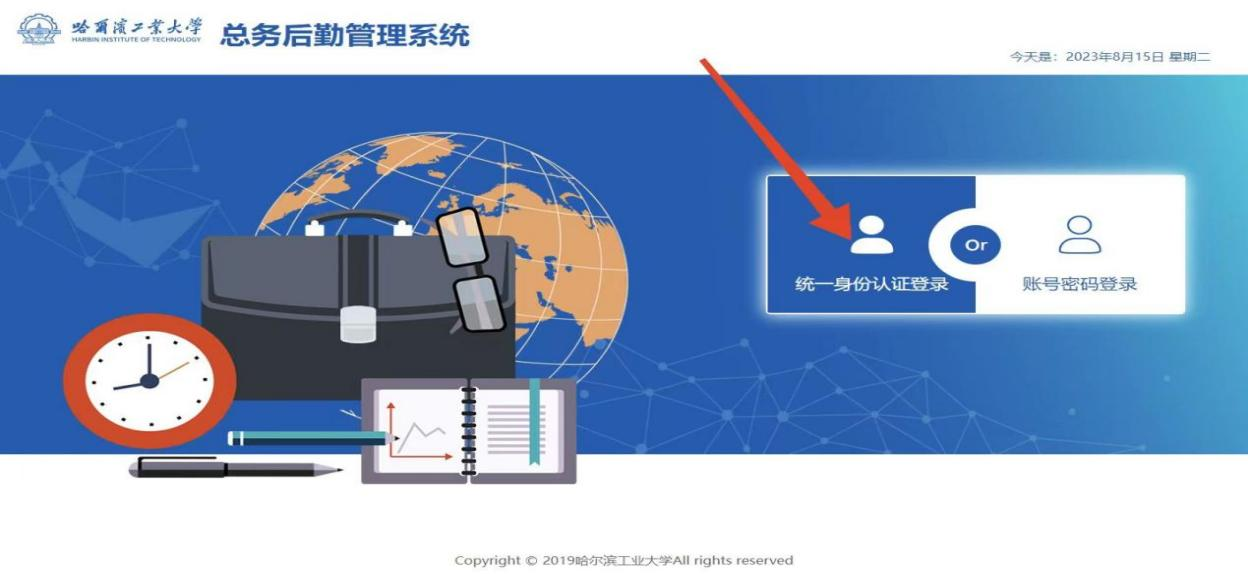 哈爾濱工業大學
HARBIN INSTITUTE OF TECHNOLOGY
总务后勤管理系统
今天是：2023年8月15日 星期二
统一身份认证登录
Or
账号密码登录
Copyright © 2019哈尔滨工业大学All rights reserved